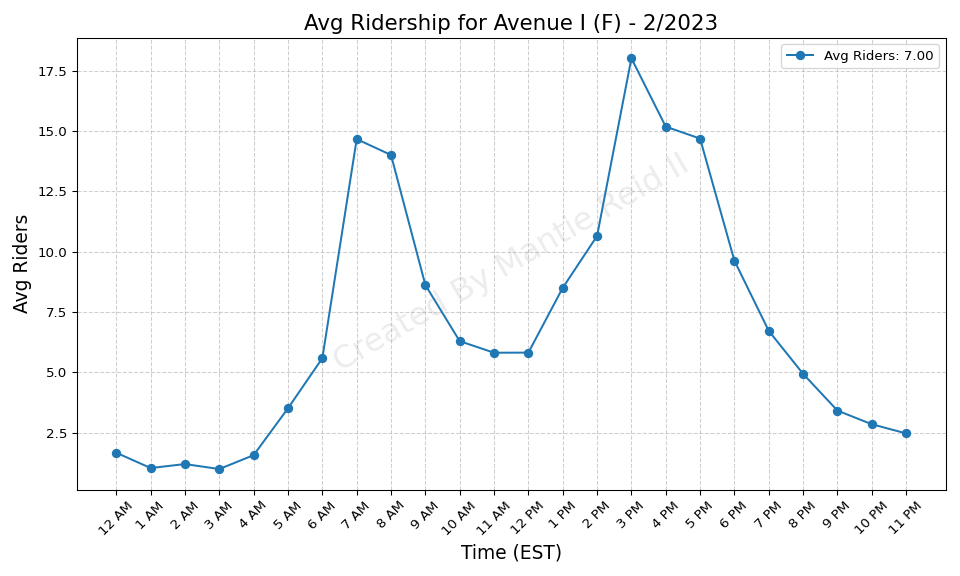 Avg Ridership for Avenue I (F) - 2/2023
Avg Riders: 7.00
17.5
15.0
12.5
10.0
7.5
5.0
2.5
Avg Riders
Created By Mantle Reid II
12 AM
1 AM
2 AM
3 AM
4 AM
5 AM
6 AM
7 AM
8 AM
9 AM
10 AM
11 AM
12 PM
1 PM
2 PM
3 PM
4 PM
5 PM
6 PM
7 PM
8 PM
9 PM
10 PM
11 PM
Time (EST)